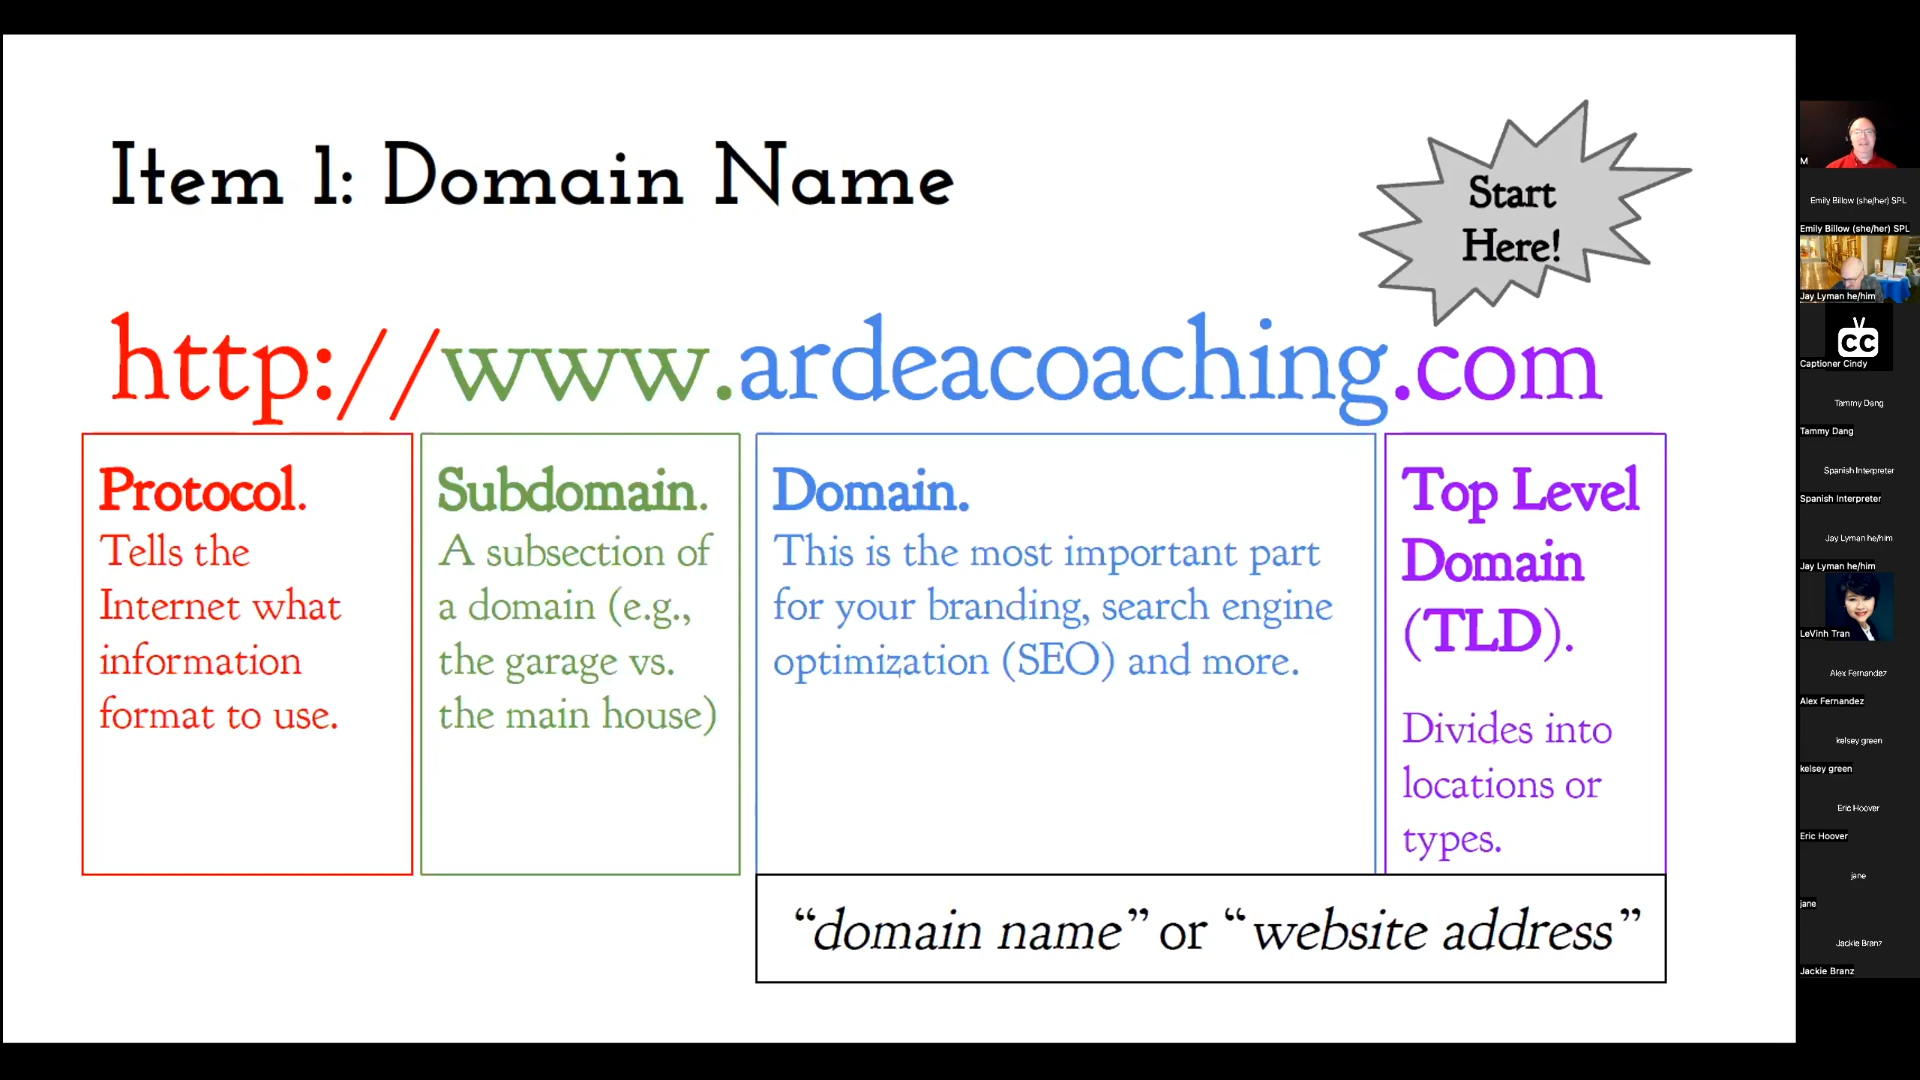 Item 1: Domain Name
Start
Here!
http://www.ardeacoaching.com
Protocol.
Tells the
Internet what
information
format to use.
Subdomain.
A subsection of
a domain (e.g.,
the garage vs.
the main house)
Domain.
This is the most important part
for your branding, search engine
optimization (SEO) and more.
Top Level
Domain
(TLD).
Divides into
locations or
types.
“domain name” or “website address”
M
Emily Billow (she/her) SPL
Emily Billow (she/her) SPL
Jay Lyman he/him
CC
Captioner Cindy
Tammy Dang
Tammy Dang
Spanish Interpreter
Spanish Interpreter
Jay Lyman he/him
Jay Lyman he/him
LeVinh Tran
Alex Fernandez
Alex Fernandez
kelsey green
kelsey green
Eric Hoover
Eric Hoover
jane
jane
Jackie Branz
Jackie Branz